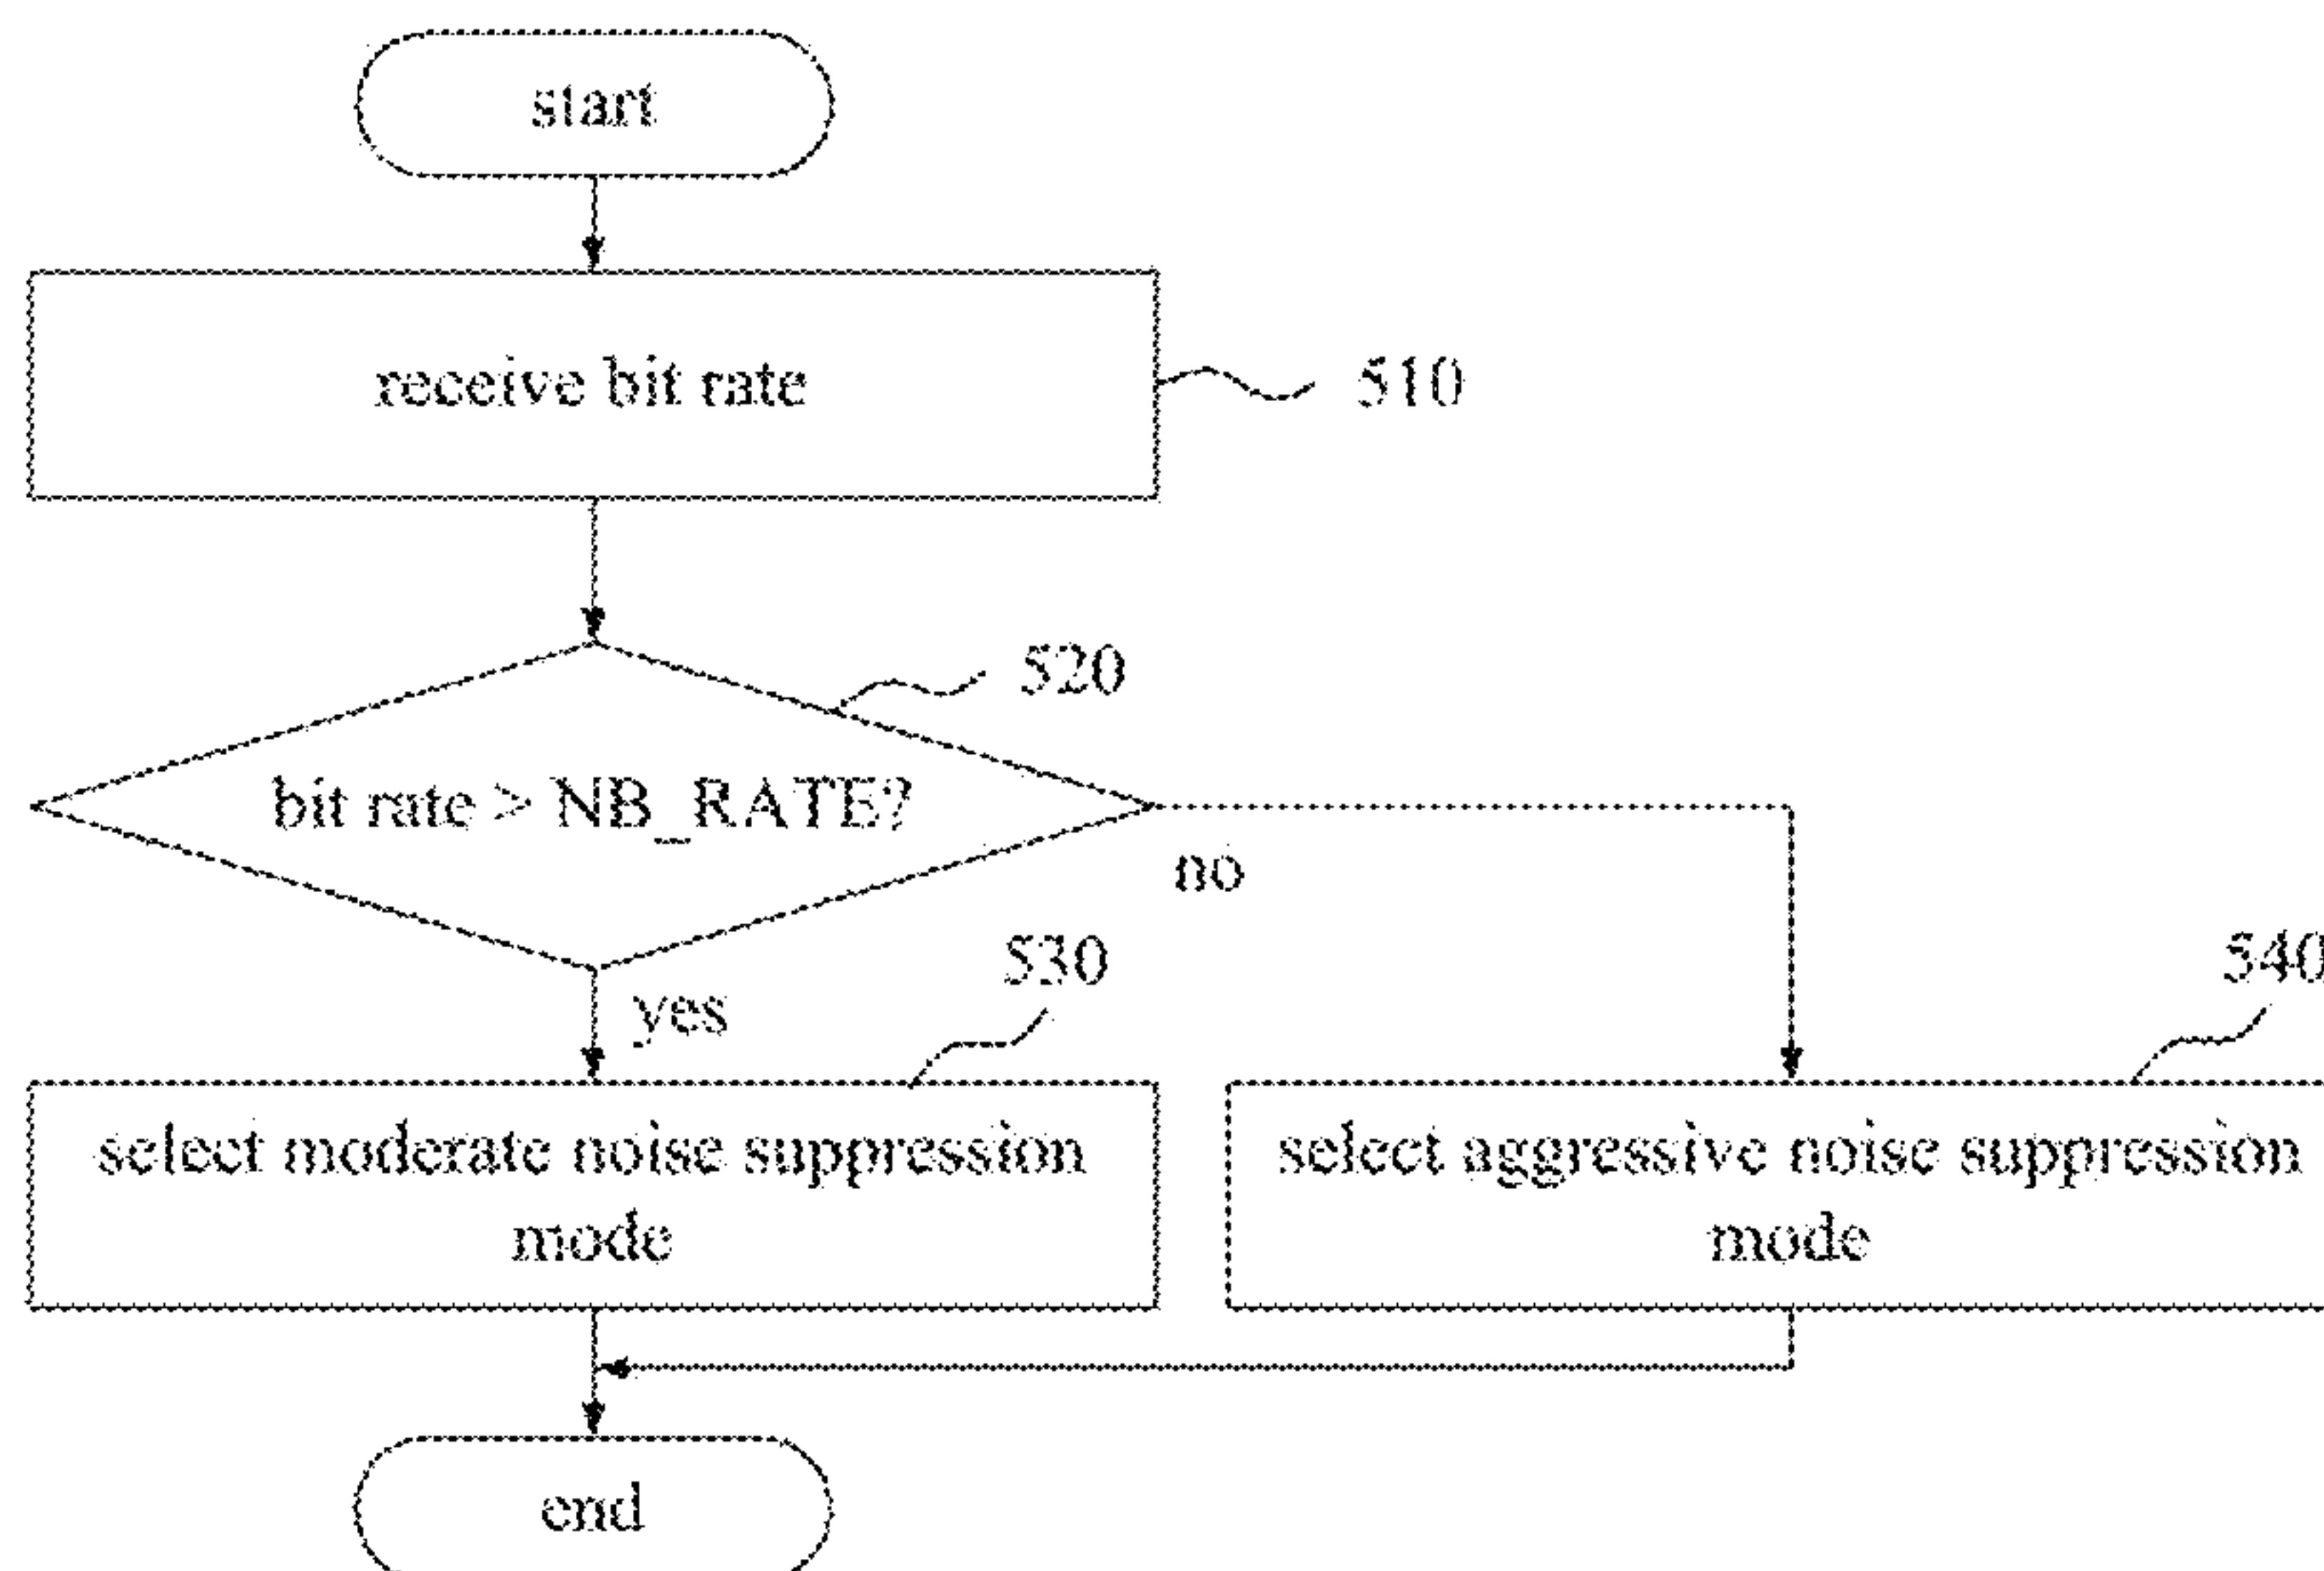 start
receive bit rate
510
520
bit rate > NB_RATE?
no
530
540
yes
select moderate noise suppression
mode
select aggressive noise suppression
mode
end